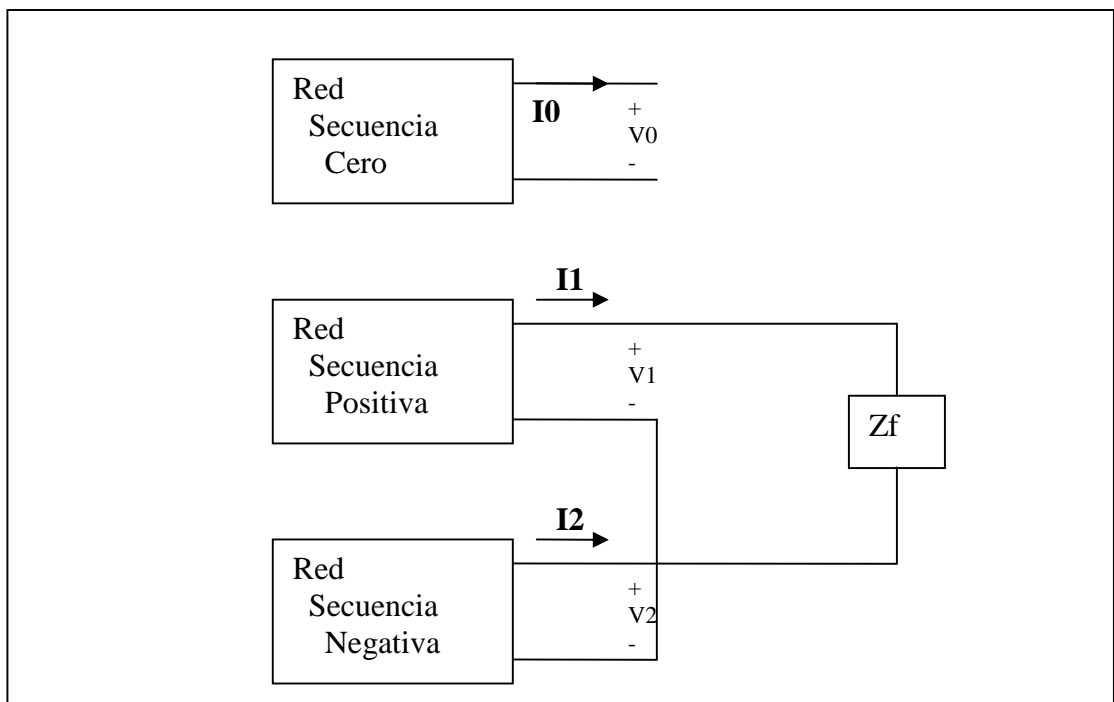 Red
Secuencia
Cero
I0
+
V0
-
Red
Secuencia
Positiva
I1
+
V1
-
Zf
Red
Secuencia
Negativa
I2
+
V2
-